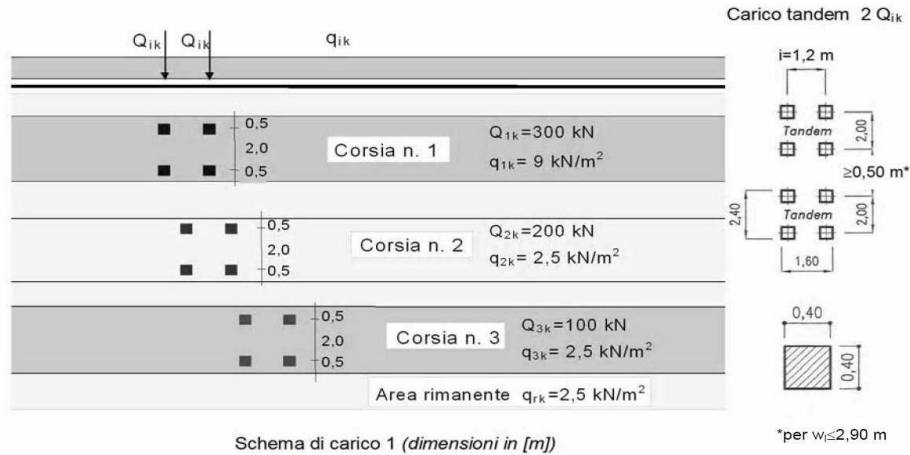 Carico tandem 2 Qik
Qik Qik qik
i=1,2 m
0,5
2,0
0,5
Corsia n. 1
Q1k=300 kN
q1k= 9 kN/m²
Tandem
2,00
≥0,50 m*
0,5
2,0
0,5
Corsia n. 2
Q2k=200 kN
q2k= 2,5 kN/m²
2,40
Tandem
2,00
1,60
0,5
2,0
0,5
Corsia n. 3
Q3k=100 kN
q3k= 2,5 kN/m²
0,40
0,40
Area rimanente qrk=2,5 kN/m²
Schema di carico 1 (dimensioni in [m])
*per wl≤2,90 m